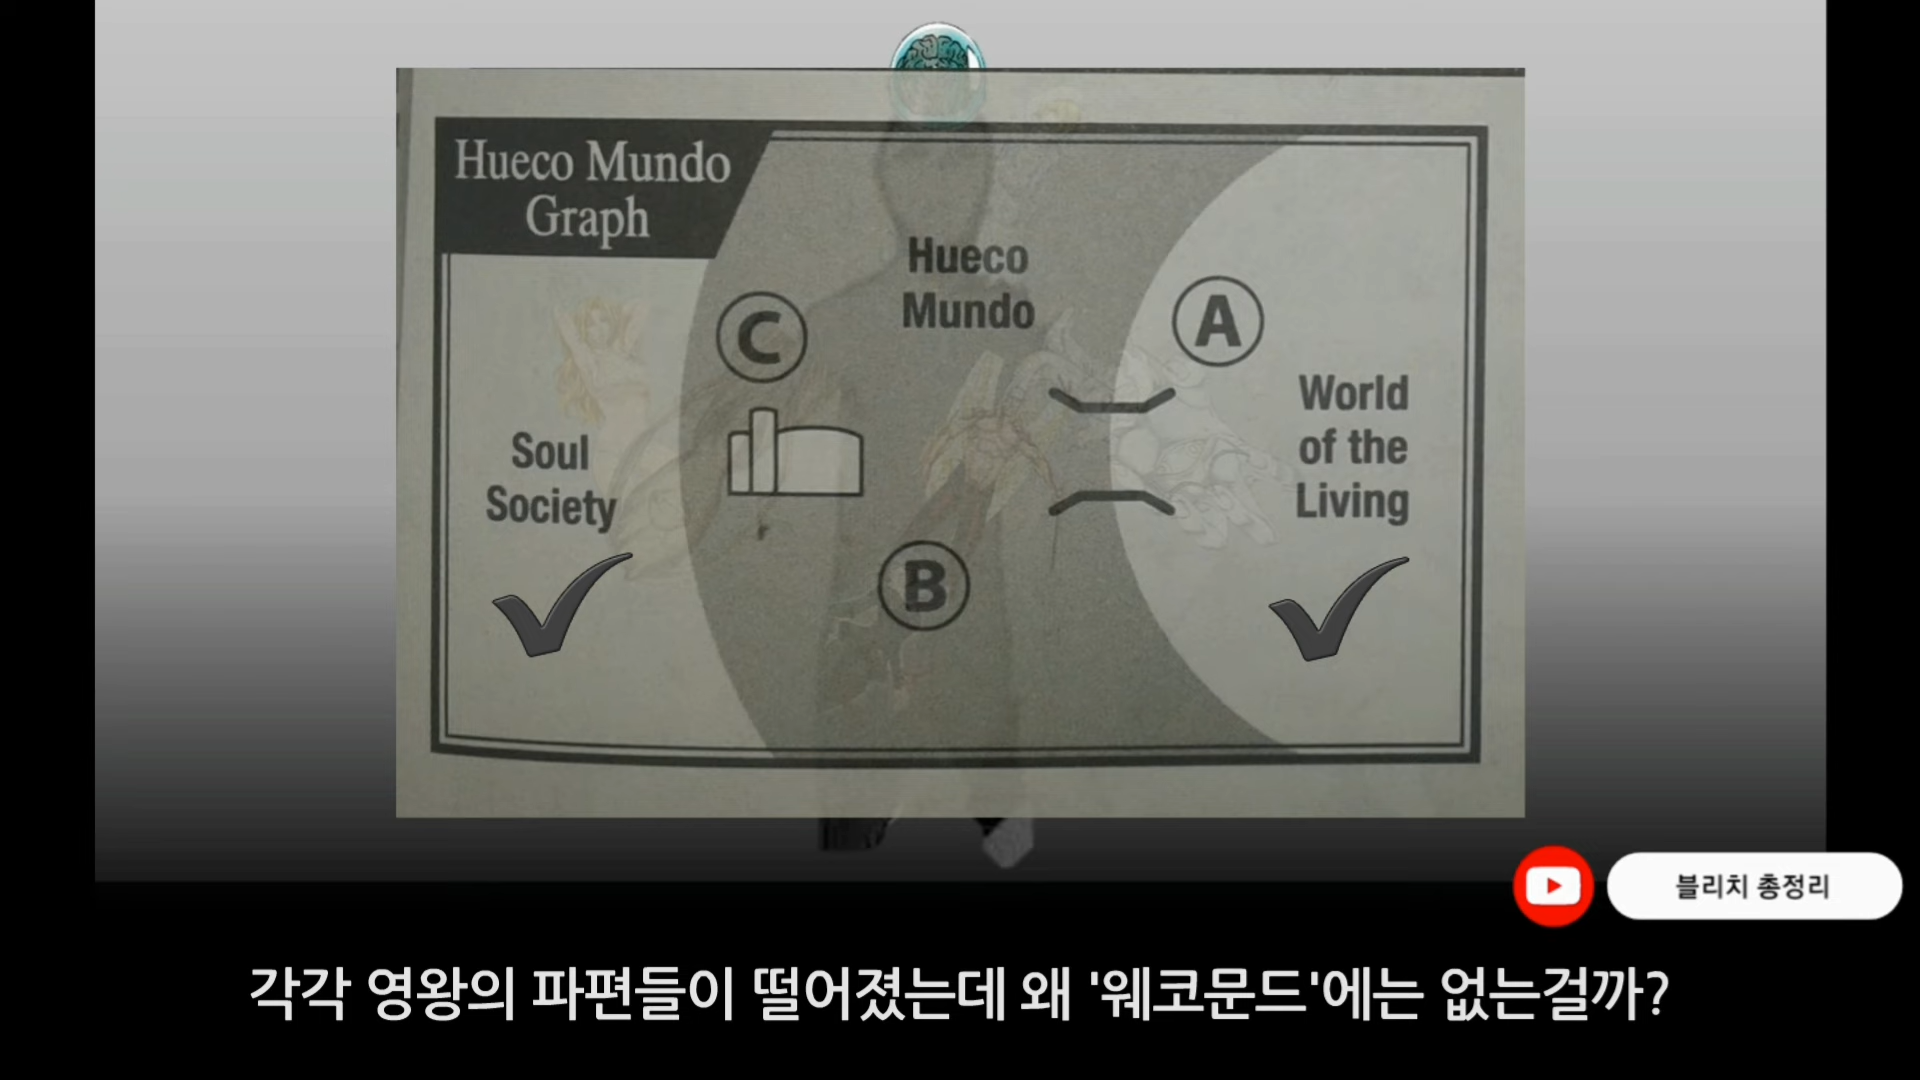 Hueco Mundo
Graph
Hueco
Mundo
C
A
World
of the
Living
Soul
Society
B
블리치 총정리
각각 영왕의 파편들이 떨어졌는데 왜 '웨코문드'에는 없는걸까?